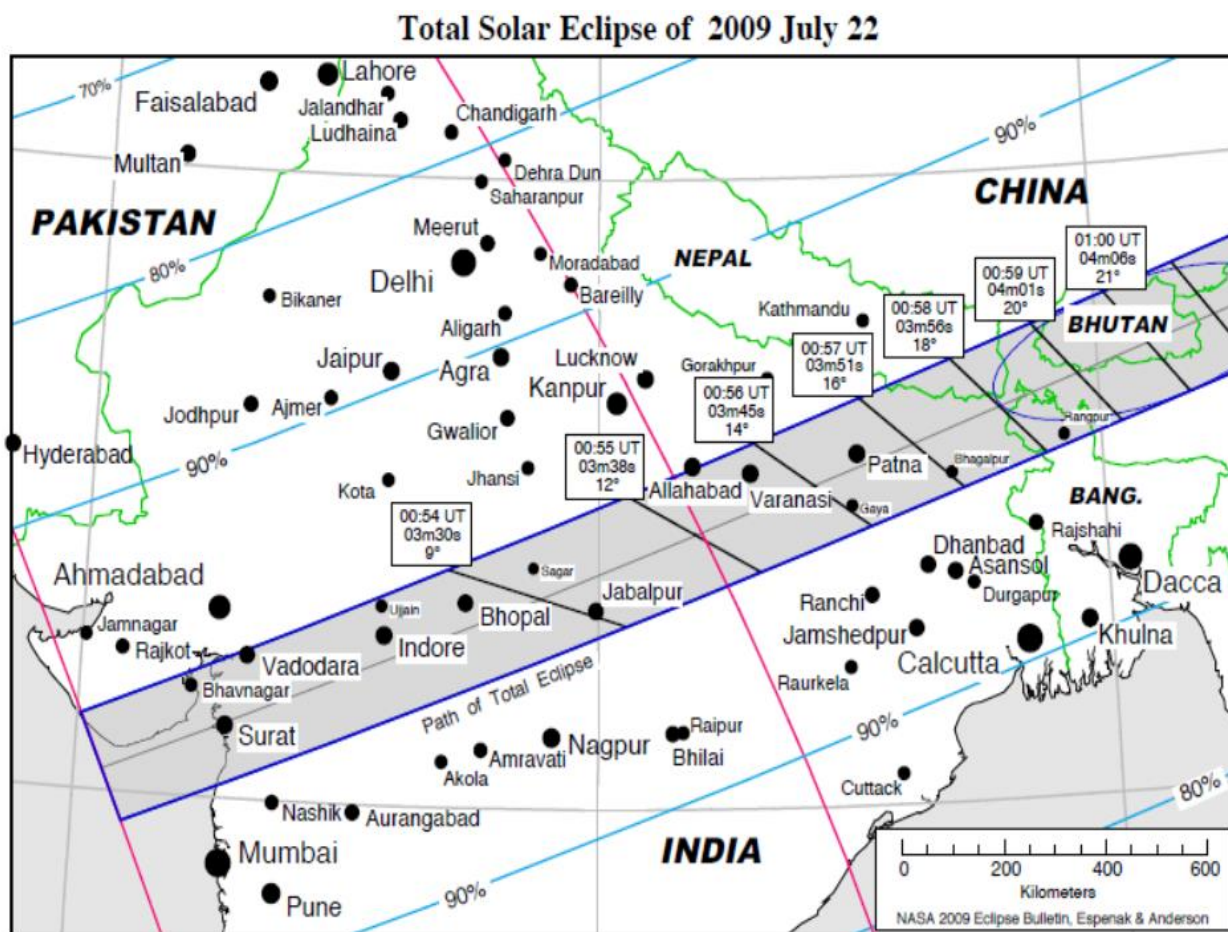 Total Solar Eclipse of 2009 July 22
70%
Lahore
Faisalabad
Jalandhar
Ludhaina
Chandigarh
90%
Multan
Dehra Dun
Saharanpur
CHINA
PAKISTAN
Meerut
80%
Delhi
Moradabad
NEPAL
Bareilly
Bikaner
Aligarh
Kathmandu
01:00 UT
04m06s
21°
00:59 UT
04m01s
20°
BHUTAN
00:58 UT
03m56s
18°
00:57 UT
03m51s
16°
Jaipur
Agra
Lucknow
Gorakhpur
Kanpur
00:56 UT
03m45s
14°
Jodhpur
Ajmer
Gwalior
Rangpur
Hyderabad
90%
00:55 UT
03m38s
12°
Jhansi
Kota
Allahabad
Varanasi
Patna
Bhagalpur
Gaya
BANG.
00:54 UT
03m30s
9°
Rajshahi
Ahmadabad
Sagar
Dhanbad
Asansol
Dacca
Durgapur
Ranchi
Ujjain
Bhopal
Jabalpur
Jamnagar
Rajkot
Indore
Jamshedpur
Khulna
Vadodara
Calcutta
Bhavnagar
Raurkela
Path of Total Eclipse
Surat
Nagpur
Raipur
Bhilai
Amravati
Akola
90%
Cuttack
80%
Nashik
Aurangabad
Mumbai
INDIA
90%
Pune
0 200 400 600
Kilometers
NASA 2009 Eclipse Bulletin, Espenak & Anderson